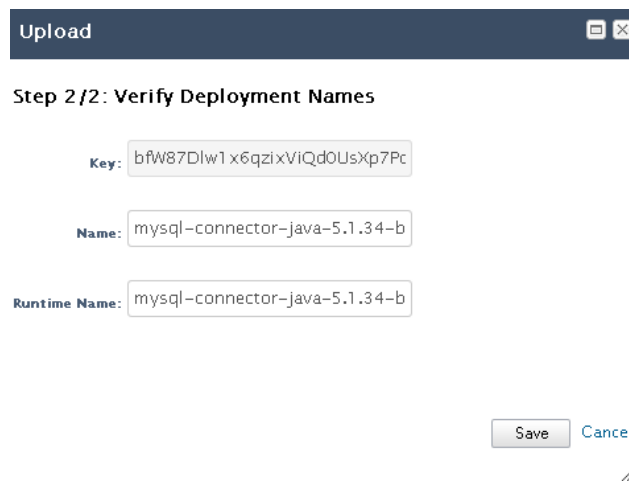 Upload
Step 2/2: Verify Deployment Names
Key: bfW87Dlw1x6qzixViQd0UsXp7Pc
Name: mysql-connector-java-5.1.34-b
Runtime Name: mysql-connector-java-5.1.34-b
Save Cance